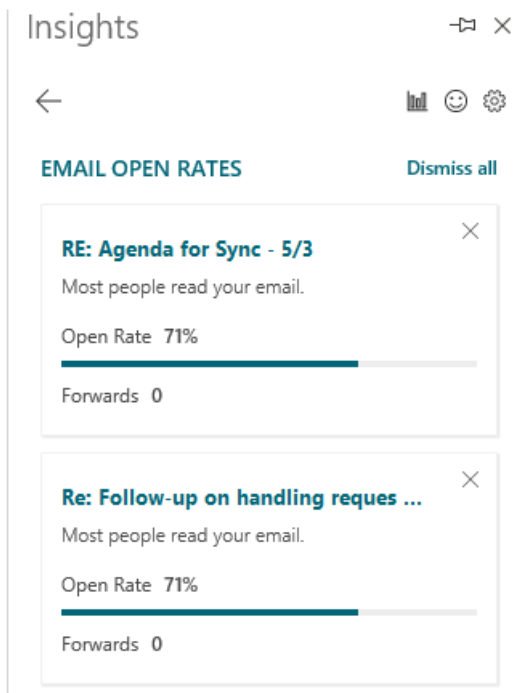 Insights
EMAIL OPEN RATES Dismiss all
RE: Agenda for Sync - 5/3
Most people read your email.
Open Rate 71%
Forwards 0
Re: Follow-up on handling reques ...
Most people read your email.
Open Rate 71%
Forwards 0